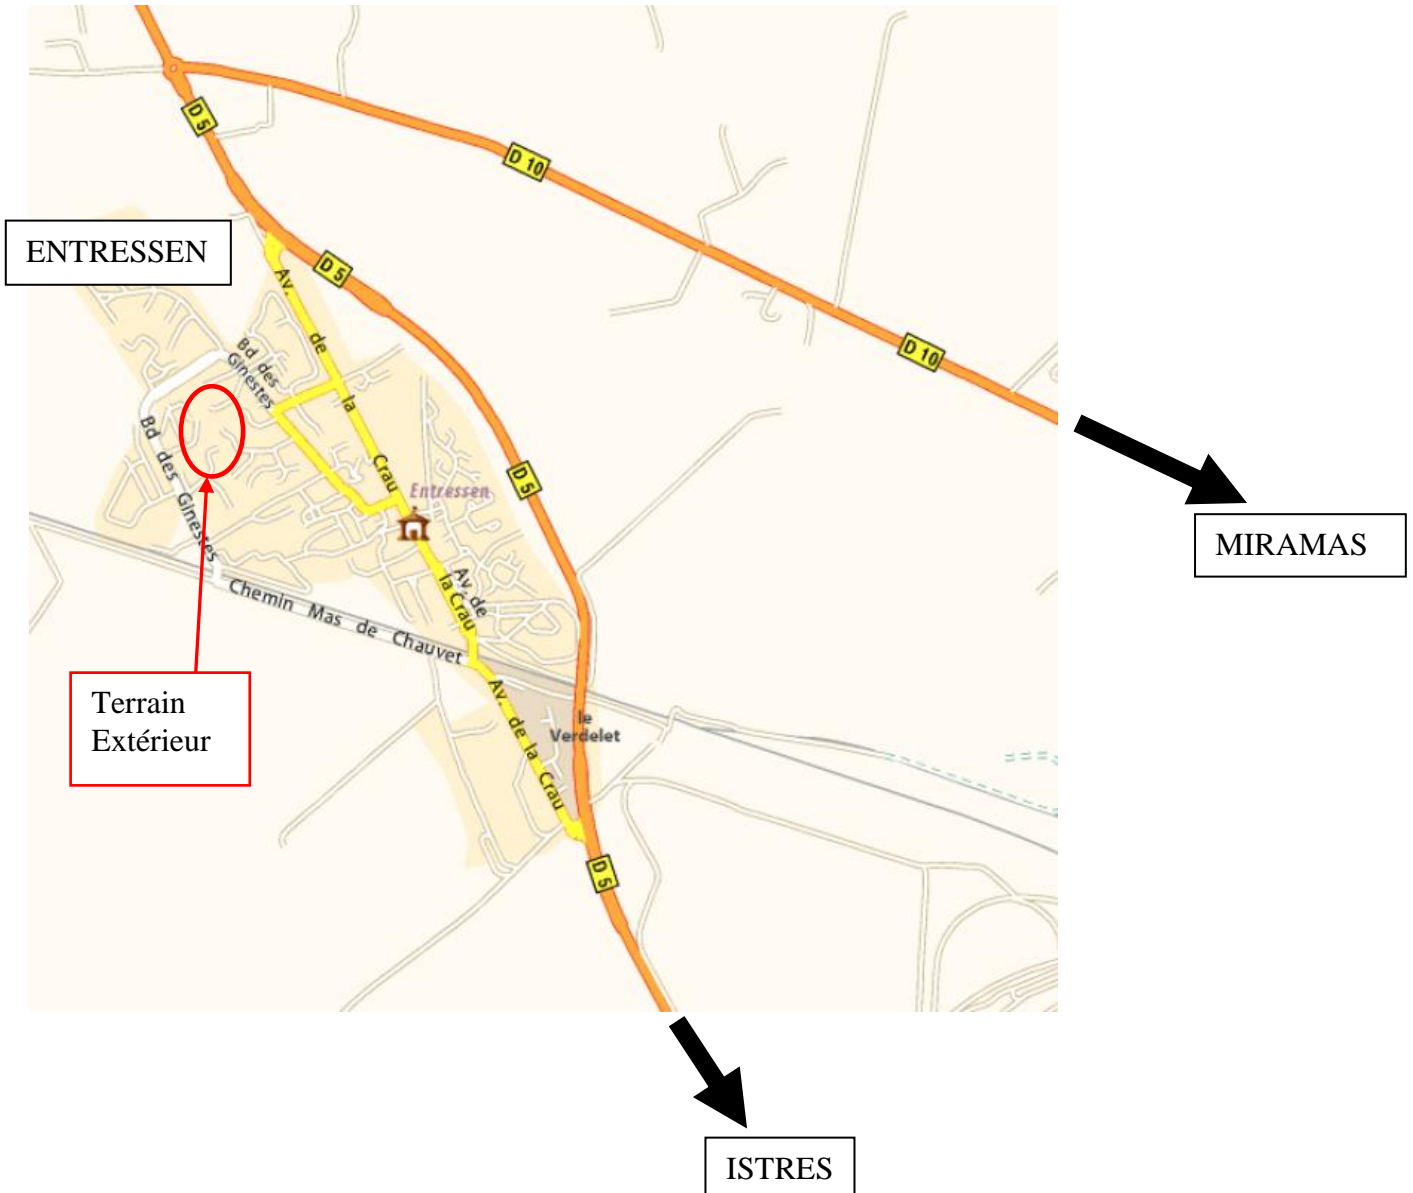 D 5
D 10
ENTRESSEN
D 5
Av. de la Crau
Bd des
Ginestes
D 10
Bd des Ginestes
Entressen
D 5
MIRAMAS
Av. de
la Crau
Chemin Mas de Chauvet
Terrain
Extérieur
Av. de la Crau
le
Verdelet
D 5
ISTRES